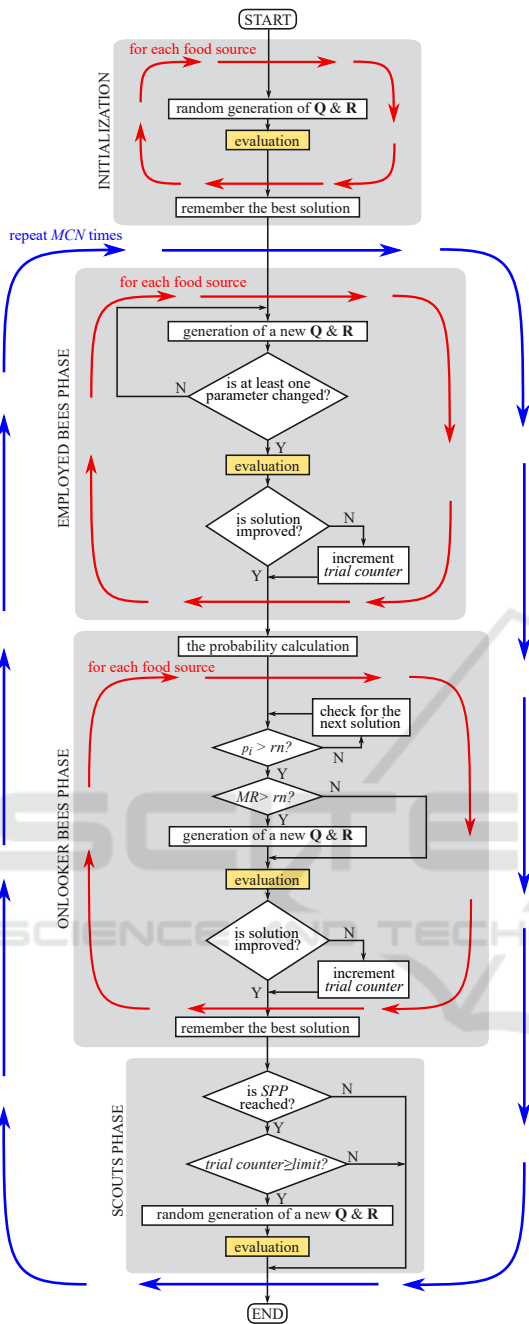 START
for each food source
INITIALIZATION
random generation of Q & R
evaluation
remember the best solution
repeat MCN times
EMPLOYED BEES PHASE
for each food source
generation of a new Q & R
is at least one
parameter changed?
N
Y
evaluation
is solution
improved?
N
increment
trial counter
Y
ONLOOKER BEES PHASE
the probability calculation
for each food source
check for the
next solution
pᵢ > rn?
N
Y
MR> rn?
N
Y
generation of a new Q & R
evaluation
is solution
improved?
N
increment
trial counter
Y
remember the best solution
SCOUTS PHASE
is SPP
reached?
N
Y
trial counter≥limit?
N
Y
random generation of a new Q & R
evaluation
END
SCITE
SCIENCE AND TECH